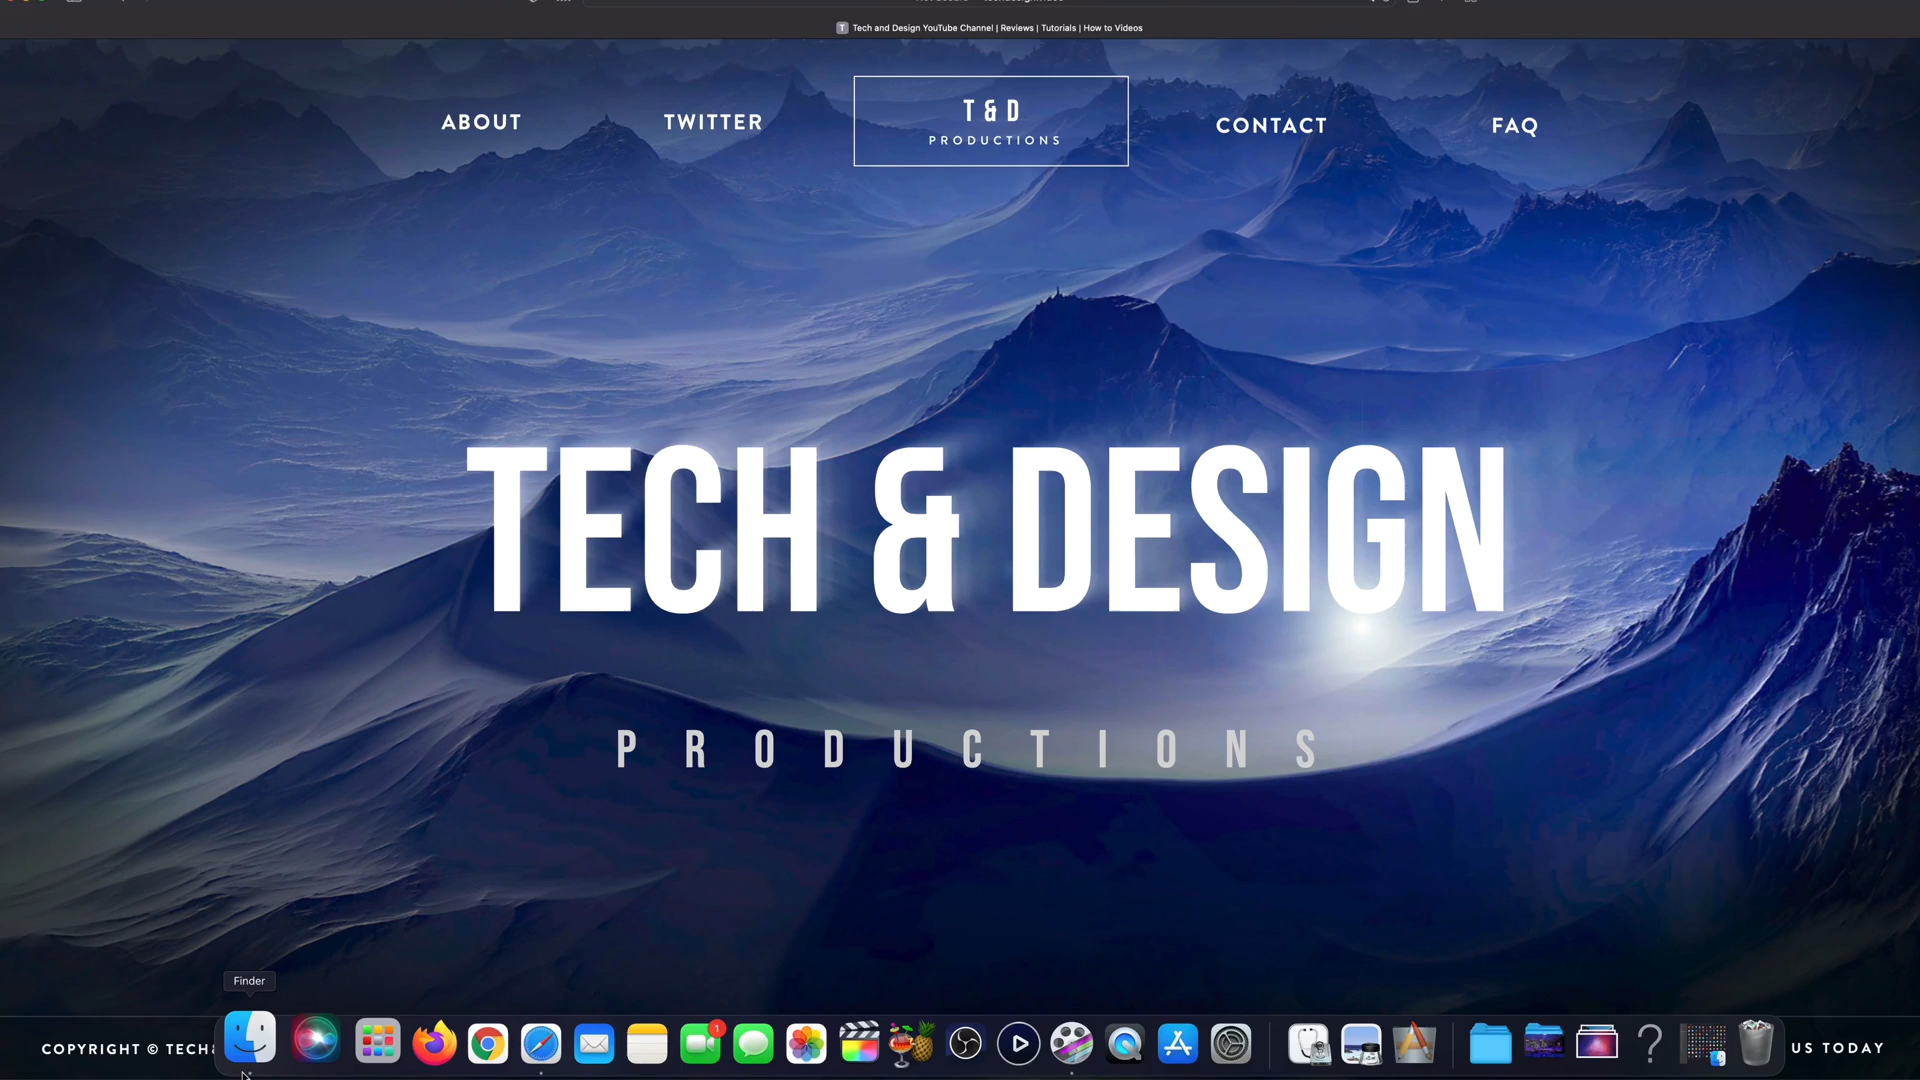 Tech and Design YouTube Channel | Reviews | Tutorials | How to Videos
ABOUT
TWITTER
T & D
PRODUCTIONS
CONTACT
FAQ
TECH & DESIGN
PRODUCTIONS
Finder
1
COPYRIGHT © TECH
US TODAY